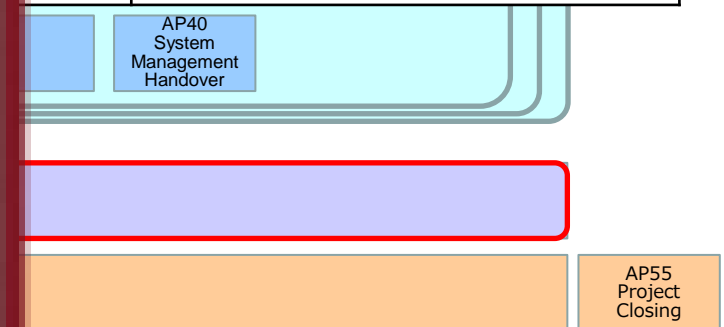 AP40
System
Management
Handover
AP55
Project
Closing